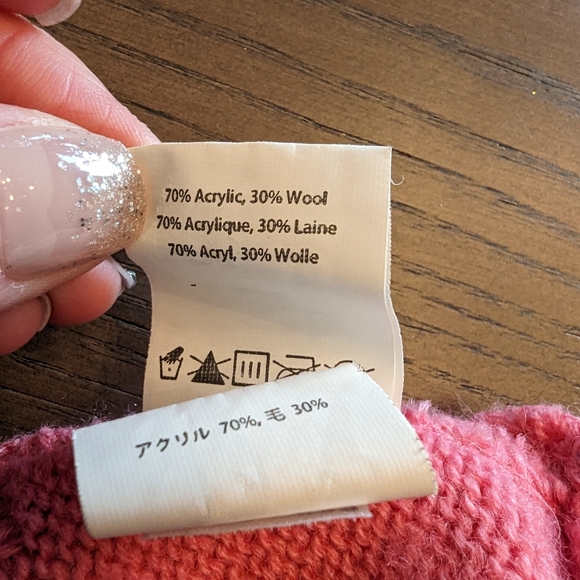 70% Acrylic, 30% Wool
70% Acrylique, 30% Laine
70% Acryl, 30% Wolle
アクリル 70%, 毛 30%